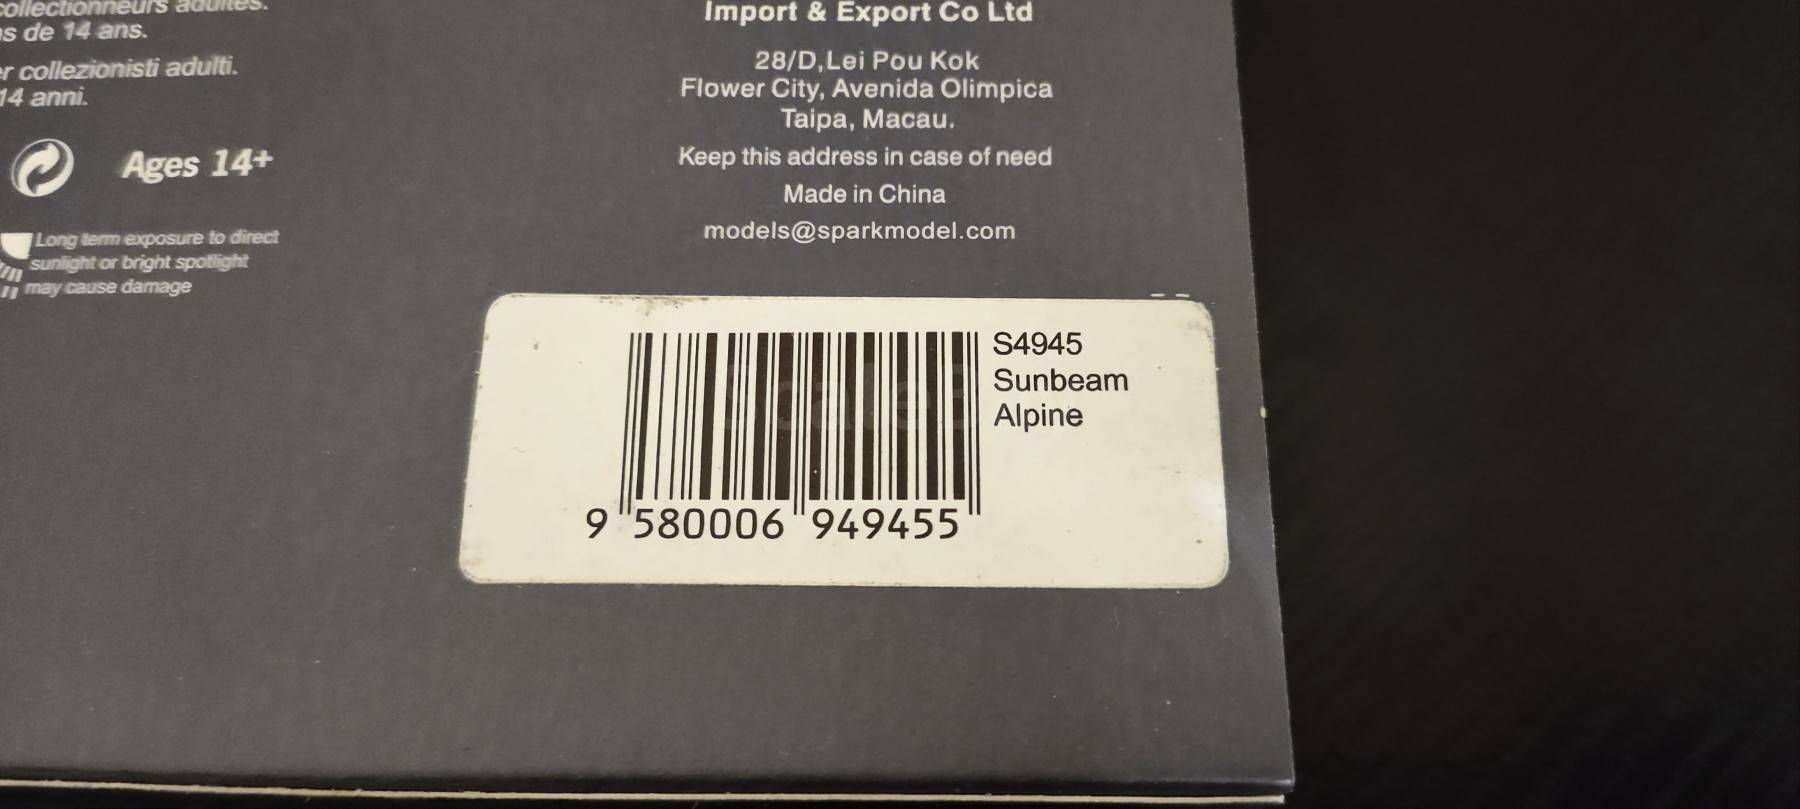 collectionneurs adultes.
s de 14 ans.
r collezionisti adulti.
14 anni.
Ages 14+
Long term exposure to direct
sunlight or bright spotlight
may cause damage
Import & Export Co Ltd
28/D,Lei Pou Kok
Flower City, Avenida Olimpica
Taipa, Macau.
Keep this address in case of need
Made in China
models@sparkmodel.com
S4945
Sunbeam
Alpine
9 580006 949455